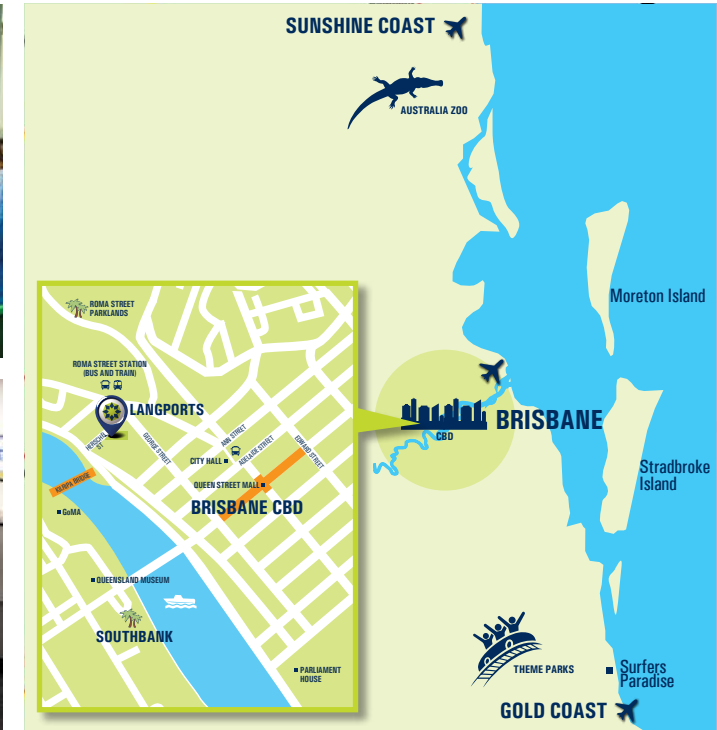 SUNSHINE COAST
AUSTRALIA ZOO
Moreton Island
BRISBANE
CBD
Stradbroke
Island
THEME PARKS
Surfers
Paradise
GOLD COAST
ROMA STREET
PARKLANDS
ROMA STREET STATION
(BUS AND TRAIN)
LANGPORTS
HERSCHEL
ST
GEORGE STREET
ANN STREET
ADELAIDE STREET
EDWARD STREET
CITY HALL
QUEEN STREET MALL
BRISBANE CBD
KURILPA BRIDGE
GoMA
QUEENSLAND MUSEUM
SOUTHBANK
PARLIAMENT
HOUSE